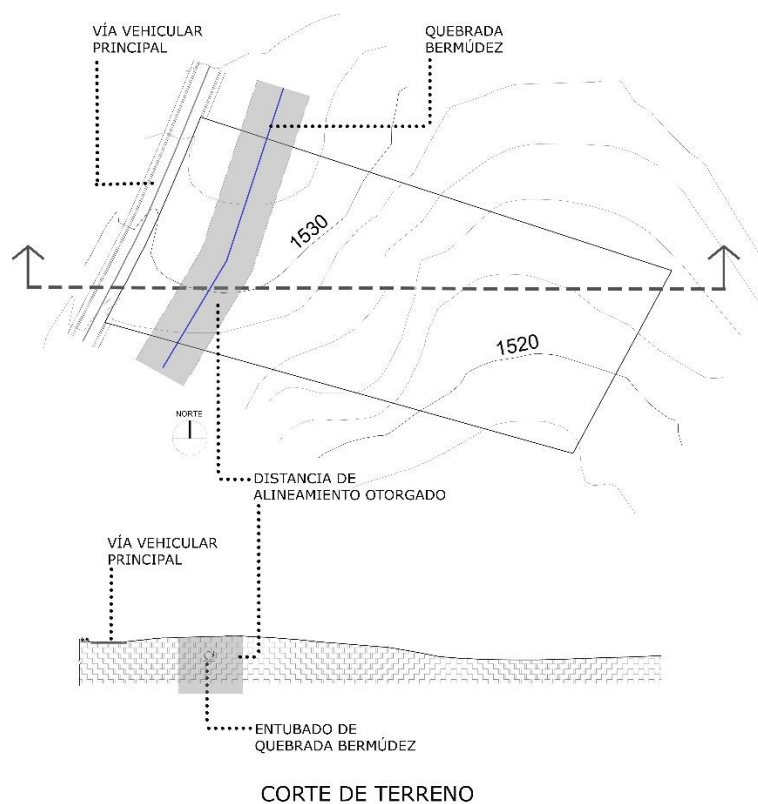 VÍA VEHICULAR
PRINCIPAL
QUEBRADA
BERMÚDEZ
1530
1520
NORTE
DISTANCIA DE
ALINEAMIENTO OTORGADO
VÍA VEHICULAR
PRINCIPAL
ENTUBADO DE
QUEBRADA BERMÚDEZ
CORTE DE TERRENO